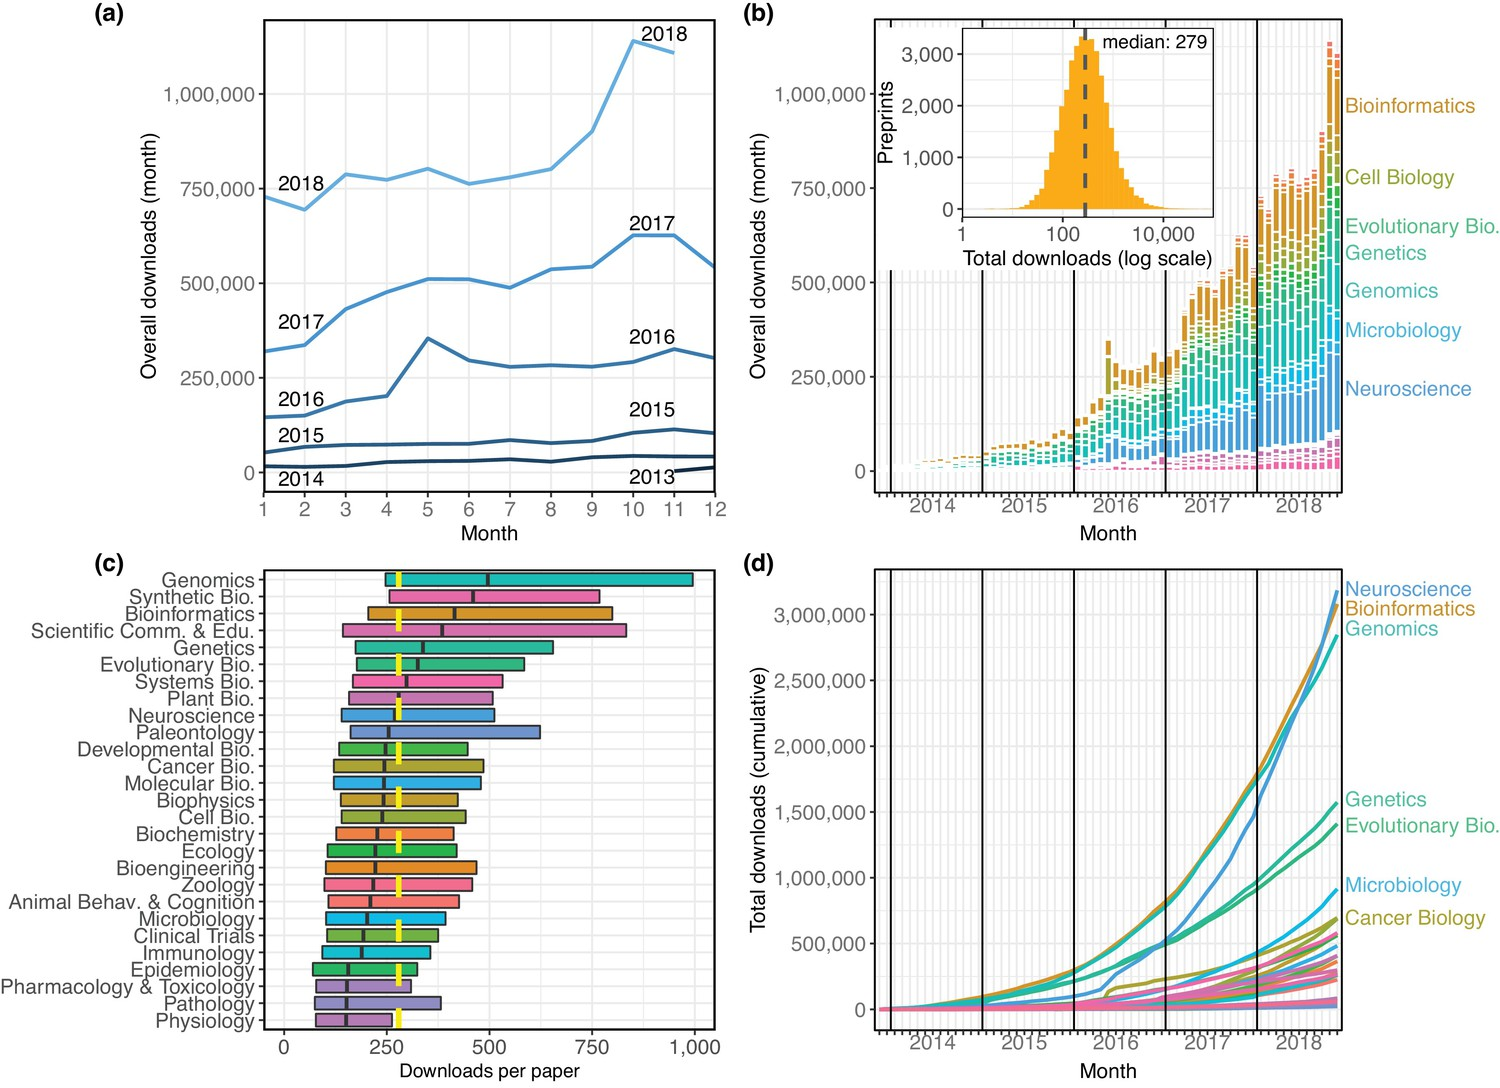 (a)
Overall downloads (month)
1,000,000
750,000
500,000
250,000
0
2018
2018
2017
2017
2016
2016
2015
2015
2014
2013
1 2 3 4 5 6 7 8 9 10 11 12
Month
(b)
Overall downloads (month)
1,000,000
750,000
500,000
250,000
0
Preprints
3,000
2,000
1,000
0
median: 279
1 100 10,000
Total downloads (log scale)
Bioinformatics
Cell Biology
Evolutionary Bio.
Genetics
Genomics
Microbiology
Neuroscience
2014 2015 2016 2017 2018
Month
(c)
Genomics
Synthetic Bio.
Bioinformatics
Scientific Comm. & Edu.
Genetics
Evolutionary Bio.
Systems Bio.
Plant Bio.
Neuroscience
Paleontology
Developmental Bio.
Cancer Bio.
Molecular Bio.
Biophysics
Cell Bio.
Biochemistry
Ecology
Bioengineering
Zoology
Animal Behav. & Cognition
Microbiology
Clinical Trials
Immunology
Epidemiology
Pharmacology & Toxicology
Pathology
Physiology
0 250 500 750 1,000
Downloads per paper
(d)
Total downloads (cumulative)
3,000,000
2,500,000
2,000,000
1,500,000
1,000,000
500,000
0
Neuroscience
Bioinformatics
Genomics
Genetics
Evolutionary Bio.
Microbiology
Cancer Biology
2014 2015 2016 2017 2018
Month